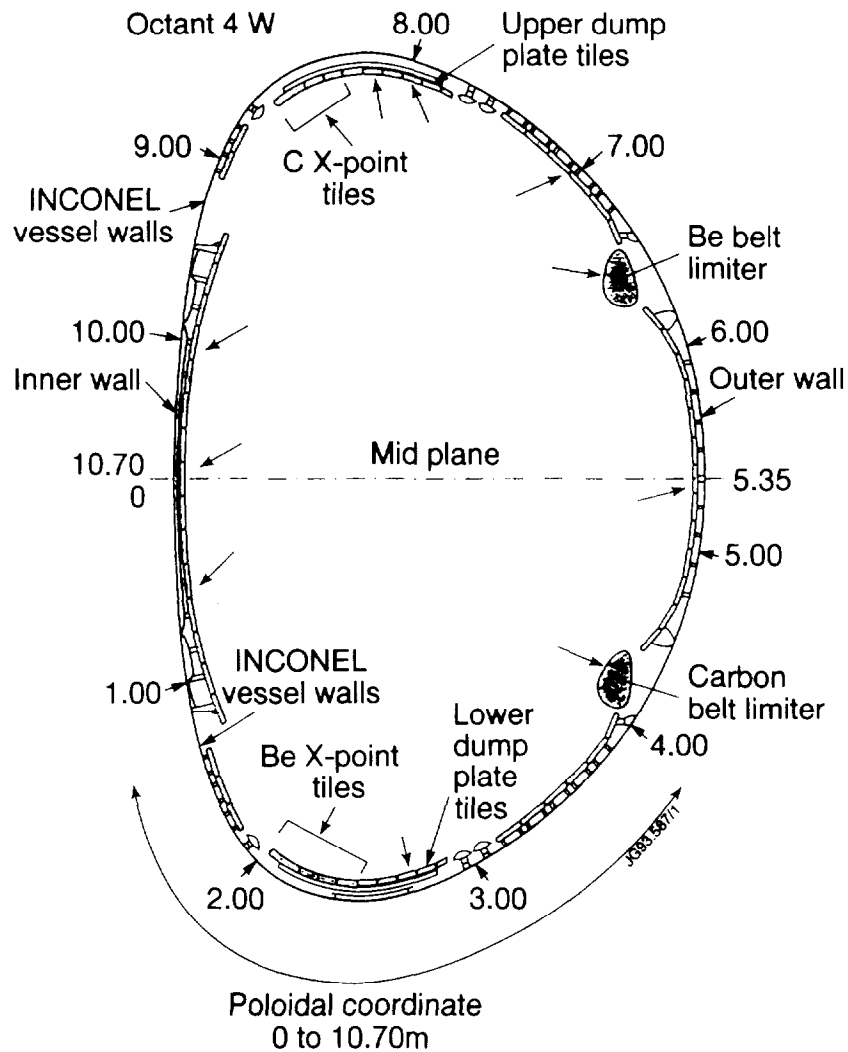 Octant 4 W
8.00
Upper dump
plate tiles
9.00
C X-point
tiles
7.00
INCONEL
vessel walls
Be belt
limiter
10.00
6.00
Inner wall
Outer wall
10.70
0
Mid plane
5.35
5.00
INCONEL
vessel walls
1.00
Carbon
belt limiter
Lower
dump
plate
tiles
4.00
Be X-point
tiles
JG93.567/1
2.00
3.00
Poloidal coordinate
0 to 10.70m